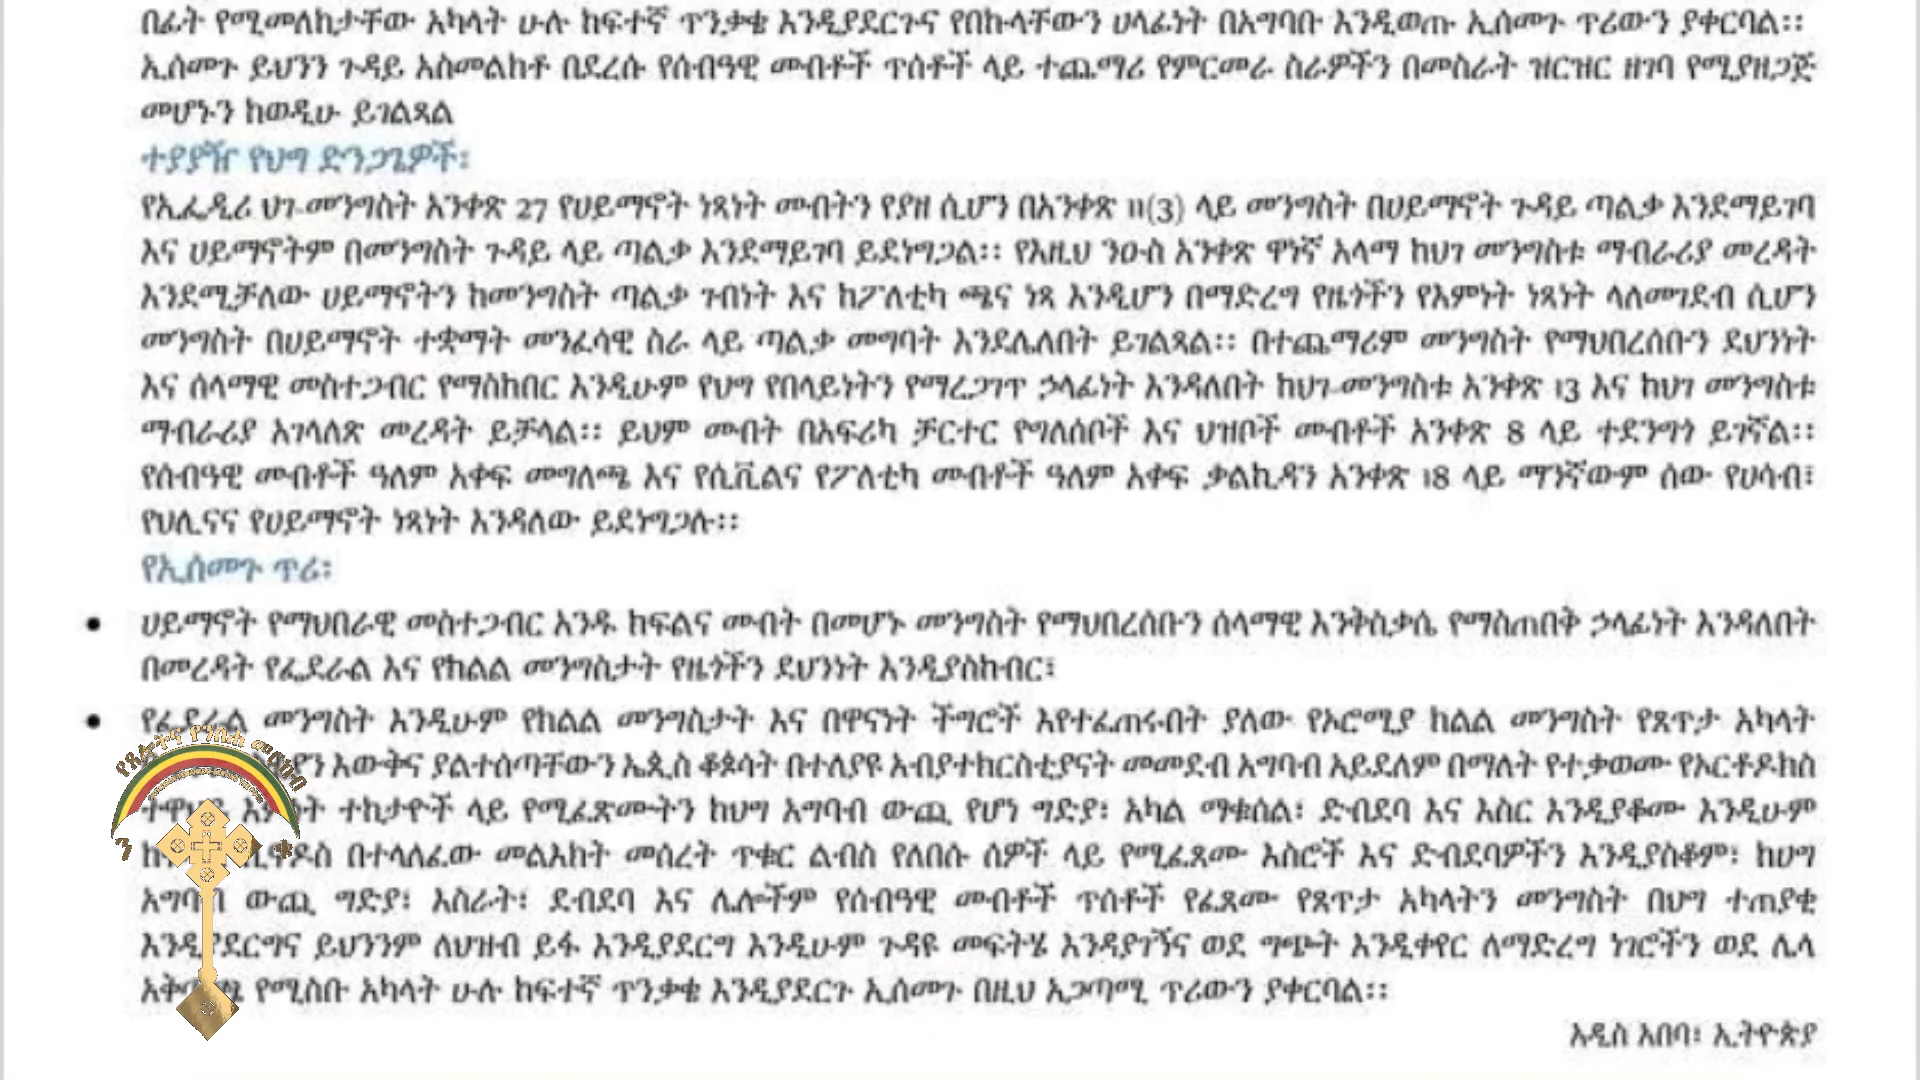 በፊት የሚመለከታቸው አካላት ሁሉ ከፍተኛ ጥንቃቄ እንዲያደርጉና የበኩላቸውን ሀላፊነት በአግባቡ እንዲወጡ ኢሰመጉ ጥሪውን ያቀርባል፡፡
ኢሰመጉ ይህንን ጉዳይ አስመልክቶ በደረሱ የሰብዓዊ መብቶች ጥሰቶች ላይ ተጨማሪ የምርመራ ስራዎችን በመስራት ዝርዝር ዘገባ የሚያዘጋጅ
መሆኑን ከወዲሁ ይገልጻል
ተያያዥ የህግ ድንጋጌዎች፡
የኢፌዲሪ ህገ-መንግስት አንቀጽ 27 የሀይማኖት ነጻነት መብትን የያዘ ሲሆን በአንቀጽ 11(3) ላይ መንግስት በሀይማኖት ጉዳይ ጣልቃ እንደማይገባ
እና ሀይማኖትም በመንግስት ጉዳይ ላይ ጣልቃ እንደማይገባ ይደነግጋል፡፡ የእዚህ ንዑስ አንቀጽ ዋነኛ አላማ ከህገ መንግስቱ ማብራሪያ መረዳት
እንደሚቻለው ሀይማኖትን ከመንግስት ጣልቃ ገብነት እና ከፖለቲካ ጫና ነጻ እንዲሆን በማድረግ የዜጎችን የእምነት ነጻነት ላለመገደብ ሲሆን
መንግስት በሀይማኖት ተቋማት መንፈሳዊ ስራ ላይ ጣልቃ መግባት እንደሌለበት ይገልጻል፡፡ በተጨማሪም መንግስት የማህበረሰቡን ደህንነት
እና ሰላማዊ መስተጋብር የማስከበር እንዲሁም የህግ የበላይነትን የማረጋገጥ ኃላፊነት እንዳለበት ከህገ-መንግስቱ አንቀጽ 13 እና ከህገ መንግስቱ
ማብራሪያ አገላለጽ መረዳት ይቻላል፡፡ ይህም መብት በአፍሪካ ቻርተር የግለሰቦች እና ህዝቦች መብቶች አንቀጽ 8 ላይ ተደንግጎ ይገኛል፡፡
የሰብዓዊ መብቶች ዓለም አቀፍ መግለጫ እና የሲቪልና የፖለቲካ መብቶች ዓለም አቀፍ ቃልኪዳን አንቀጽ 18 ላይ ማንኛውም ሰው የሀሳብ፣
የህሊናና የሀይማኖት ነጻነት እንዳለው ይደነግጋሉ፡፡
የኢሰመጉ ጥሪ፡
• ሀይማኖት የማህበራዊ መስተጋብር አንዱ ክፍልና መብት በመሆኑ መንግስት የማህበረሰቡን ሰላማዊ እንቅስቃሴ የማስጠበቅ ኃላፊነት እንዳለበት
በመረዳት የፌደራል እና የክልል መንግስታት የዜጎችን ደህንነት እንዲያስከብር፣
• የፌደራል መንግስት እንዲሁም የክልል መንግስታት እና በዋናነት ችግሮች እየተፈጠሩበት ያለው የኦሮሚያ ክልል መንግስት የጸጥታ አካላት
እውቅና ያልተሰጣቸውን ኤጲስ ቆጶሳት በተለያዩ አብያተክርስቲያናት መመደብ አግባብ አይደለም በማለት የተቃወሙ የኦርቶዶክስ
ተዋህዶ እምነት ተከታዮች ላይ የሚፈጽሙትን ከህግ አግባብ ውጪ የሆነ ግድያ፣ አካል ማቁሰል፣ ድብደባ እና እስር እንዲያቆሙ እንዲሁም
በተላለፈው መልእክት መሰረት ጥቁር ልብስ የለበሱ ሰዎች ላይ የሚፈጸሙ እስሮች እና ድብደባዎችን እንዲያስቆም፣ ከህግ
አግባብ ውጪ ግድያ፣ እስራት፣ ደብደባ እና ሌሎችም የሰብዓዊ መብቶች ጥሰቶች የፈጸሙ የጸጥታ አካላትን መንግስት በህግ ተጠያቂ
እንዲያደርግና ይህንንም ለህዝብ ይፋ እንዲያደርግ እንዲሁም ጉዳዩ መፍትሄ እንዳያገኝና ወደ ግጭት እንዲቀየር ለማድረግ ነገሮችን ወደ ሌላ
አቅጣጫ የሚስቡ አካላት ሁሉ ከፍተኛ ጥንቃቄ እንዲያደርጉ ኢሰመጉ በዚህ አጋጣሚ ጥሪውን ያቀርባል፡፡
አዲስ አበባ፣ ኢትዮጵያ